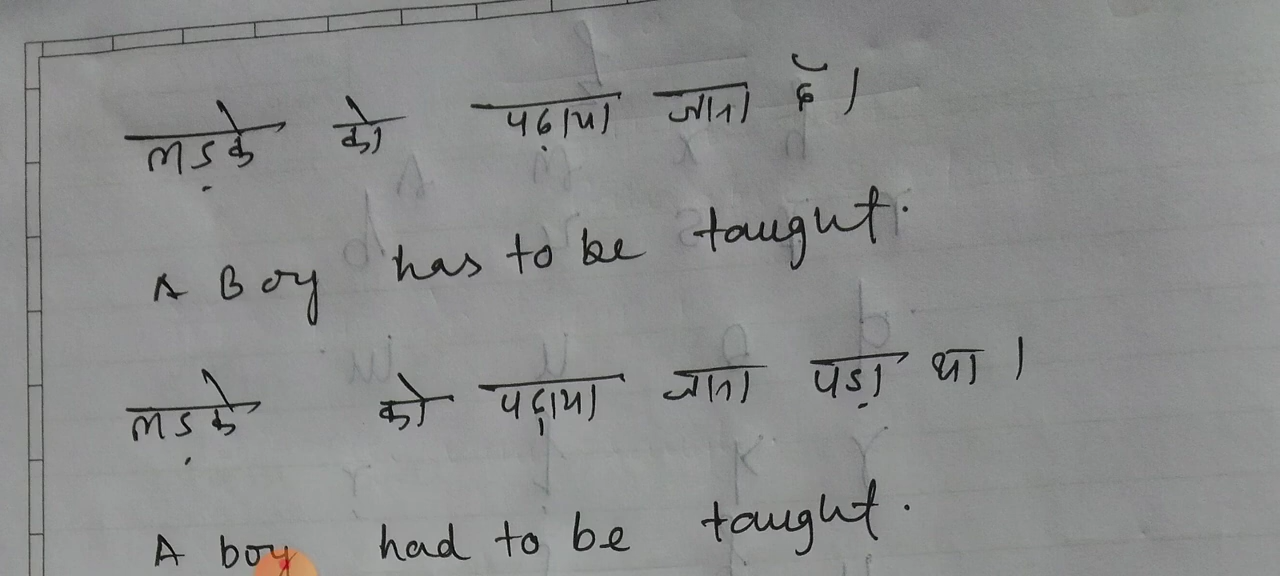 लड़के को पढ़ाया जाना है।
A Boy has to be taught.
लड़के को पढ़ाया जाना पड़ा था।
A boy had to be taught.